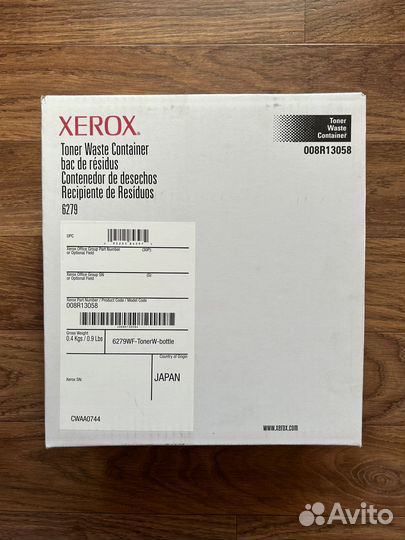 XEROX.
Toner Waste Container
bac de résidus
Contenedor de desechos
Recipiente de Resíduos
6279
Toner
Waste
Container
008R13058
UPC
Xerox Office Group Part Number (30P)
or Optional Field
Xerox Office Group SN (S)
or Optional Field
Xerox Part Number / Product Code / Model Code
008R13058
Gross Weight
0.4 Kgs / 0.9 Lbs
6279WF-TonerW-bottle
Country of Origin
Xerox SN
JAPAN
CWAA0744
www.xerox.com
Avito